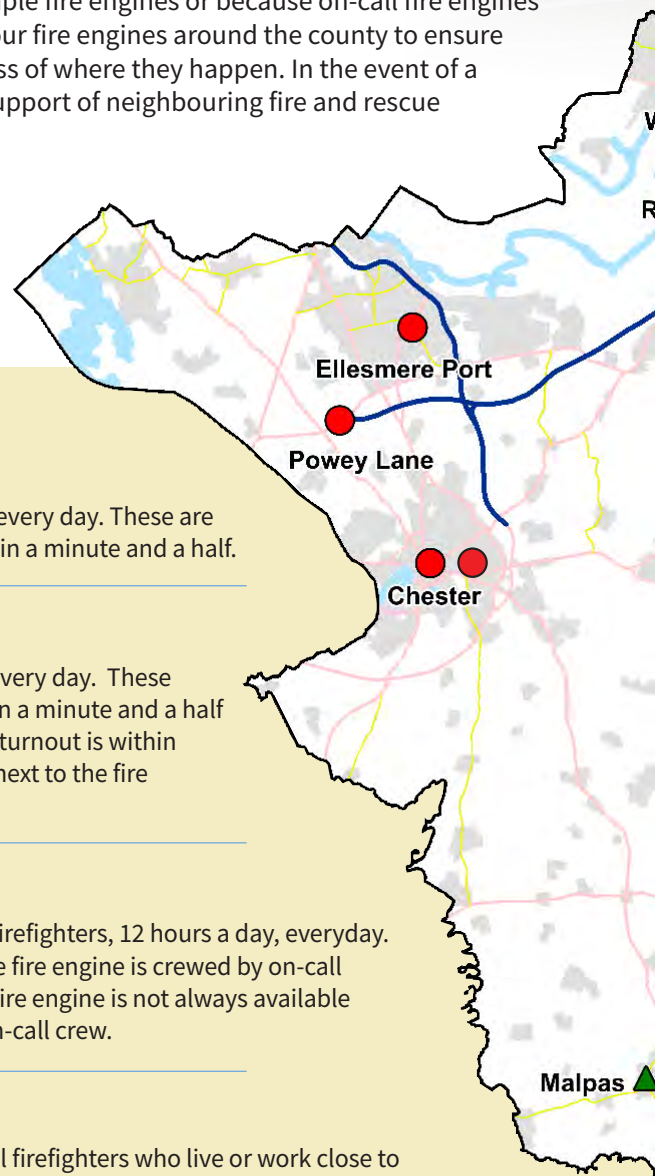 ple fire engines or because on-call fire engines
our fire engines around the county to ensure
ss of where they happen. In the event of a
upport of neighbouring fire and rescue
W
R
Ellesmere Port
Powey Lane
every day. These are
in a minute and a half.
Chester
very day.  These
n a minute and a half
turnout is within
next to the fire
irefighters, 12 hours a day, everyday.
e fire engine is crewed by on-call
ire engine is not always available
n-call crew.
Malpas
l firefighters who live or work close to